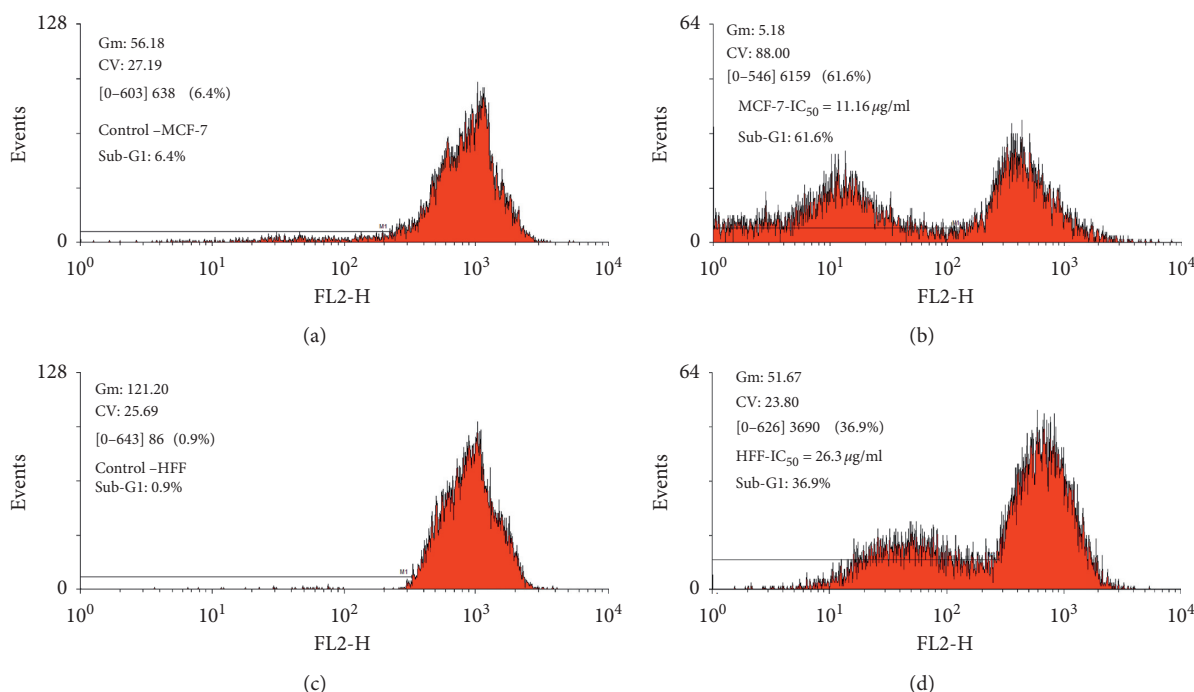 128
Gm: 56.18
CV: 27.19
[0–603] 638 (6.4%)
Control –MCF-7
Sub-G1: 6.4%
Events
M1
0
10^0 10^1 10^2 10^3 10^4
FL2-H
(a)
64
Gm: 5.18
CV: 88.00
[0–546] 6159 (61.6%)
MCF-7-IC50 = 11.16 μg/ml
Sub-G1: 61.6%
Events
0
10^0 10^1 10^2 10^3 10^4
FL2-H
(b)
128
Gm: 121.20
CV: 25.69
[0–643] 86 (0.9%)
Control –HFF
Sub-G1: 0.9%
Events
M1
0
10^0 10^1 10^2 10^3 10^4
FL2-H
(c)
64
Gm: 51.67
CV: 23.80
[0–626] 3690 (36.9%)
HFF-IC50 = 26.3 μg/ml
Sub-G1: 36.9%
Events
0
10^0 10^1 10^2 10^3 10^4
FL2-H
(d)